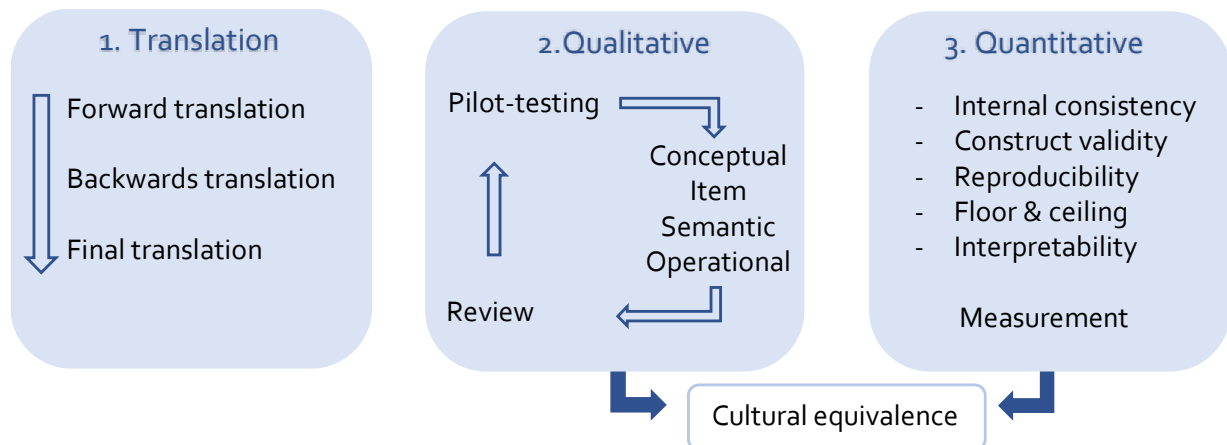 1. Translation
Forward translation
Backwards translation
Final translation
2.Qualitative
Pilot-testing
Conceptual
Item
Semantic
Operational
Review
3. Quantitative
- Internal consistency
- Construct validity
- Reproducibility
- Floor & ceiling
- Interpretability
Measurement
Cultural equivalence